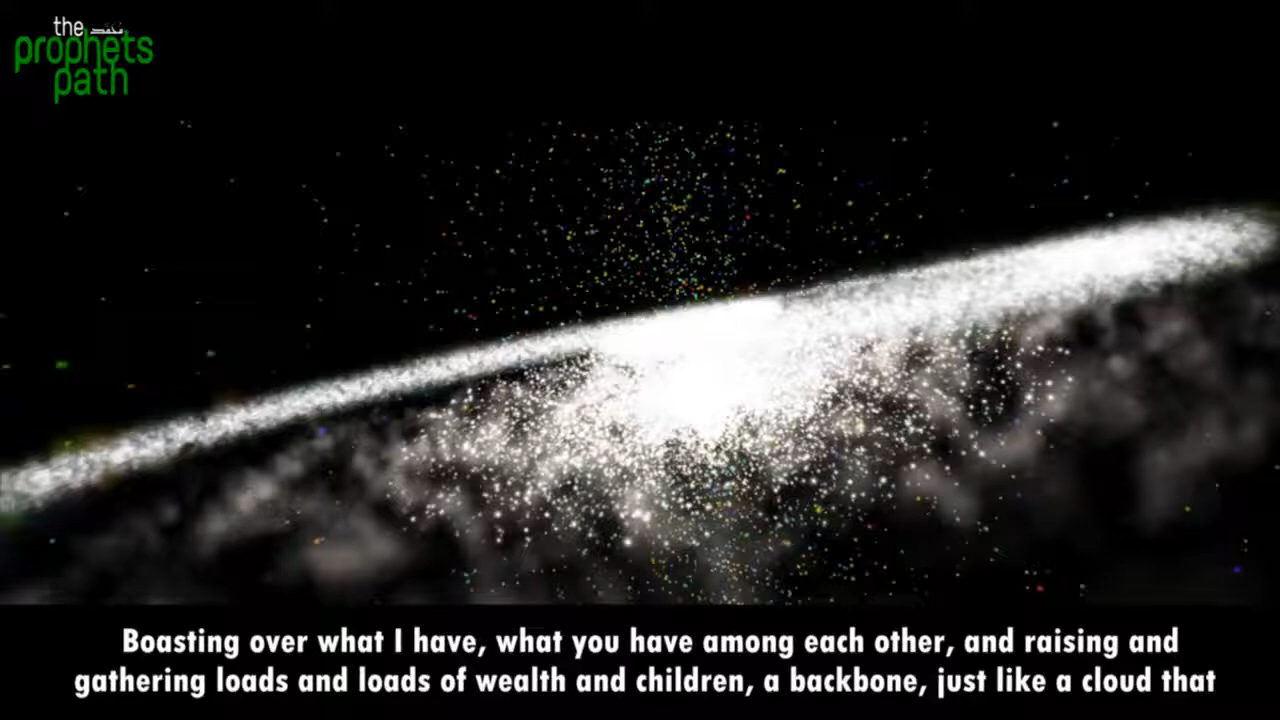 the محمد
prophets
path
Boasting over what I have, what you have among each other, and raising and
gathering loads and loads of wealth and children, a backbone, just like a cloud that